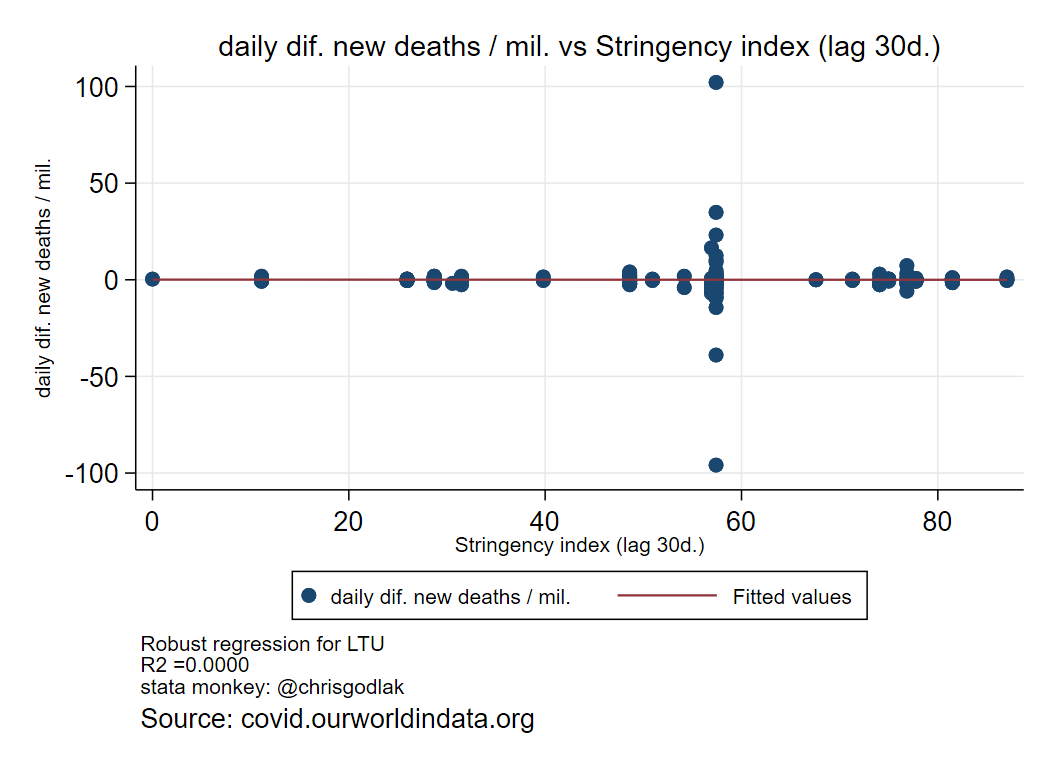 daily dif. new deaths / mil. vs Stringency index (lag 30d.)
daily dif. new deaths / mil.
100
50
0
-50
-100
0 20 40 60 80
Stringency index (lag 30d.)
daily dif. new deaths / mil. Fitted values
Robust regression for LTU
R2 =0.0000
stata monkey: @chrisgodlak
Source: covid.ourworldindata.org